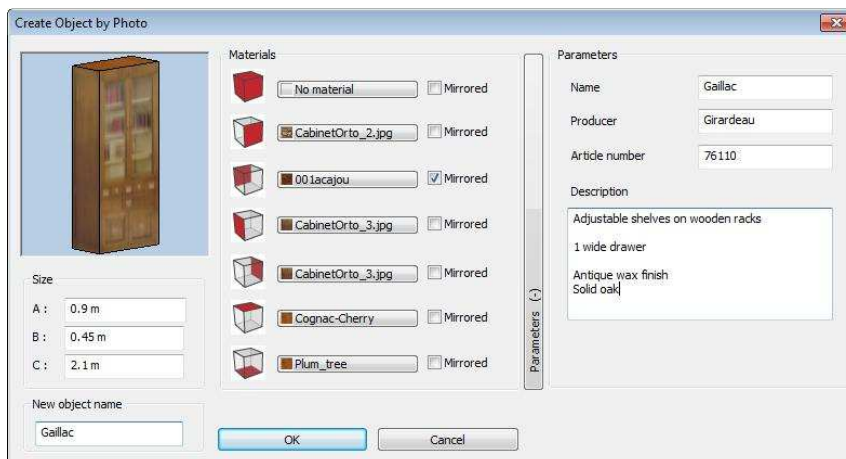 Create Object by Photo
Size
A :
0.9 m
B :
0.45 m
C :
2.1 m
New object name
Gaillac
Materials
No material
Mirrored
CabinetOrto_2.jpg
Mirrored
001acajou
Mirrored
CabinetOrto_3.jpg
Mirrored
CabinetOrto_3.jpg
Mirrored
Cognac-Cherry
Mirrored
Plum_tree
Mirrored
OK
Cancel
Parameters (-)
Parameters
Name
Gaillac
Producer
Girardeau
Article number
76110
Description
Adjustable shelves on wooden racks
1 wide drawer
Antique wax finish
Solid oak